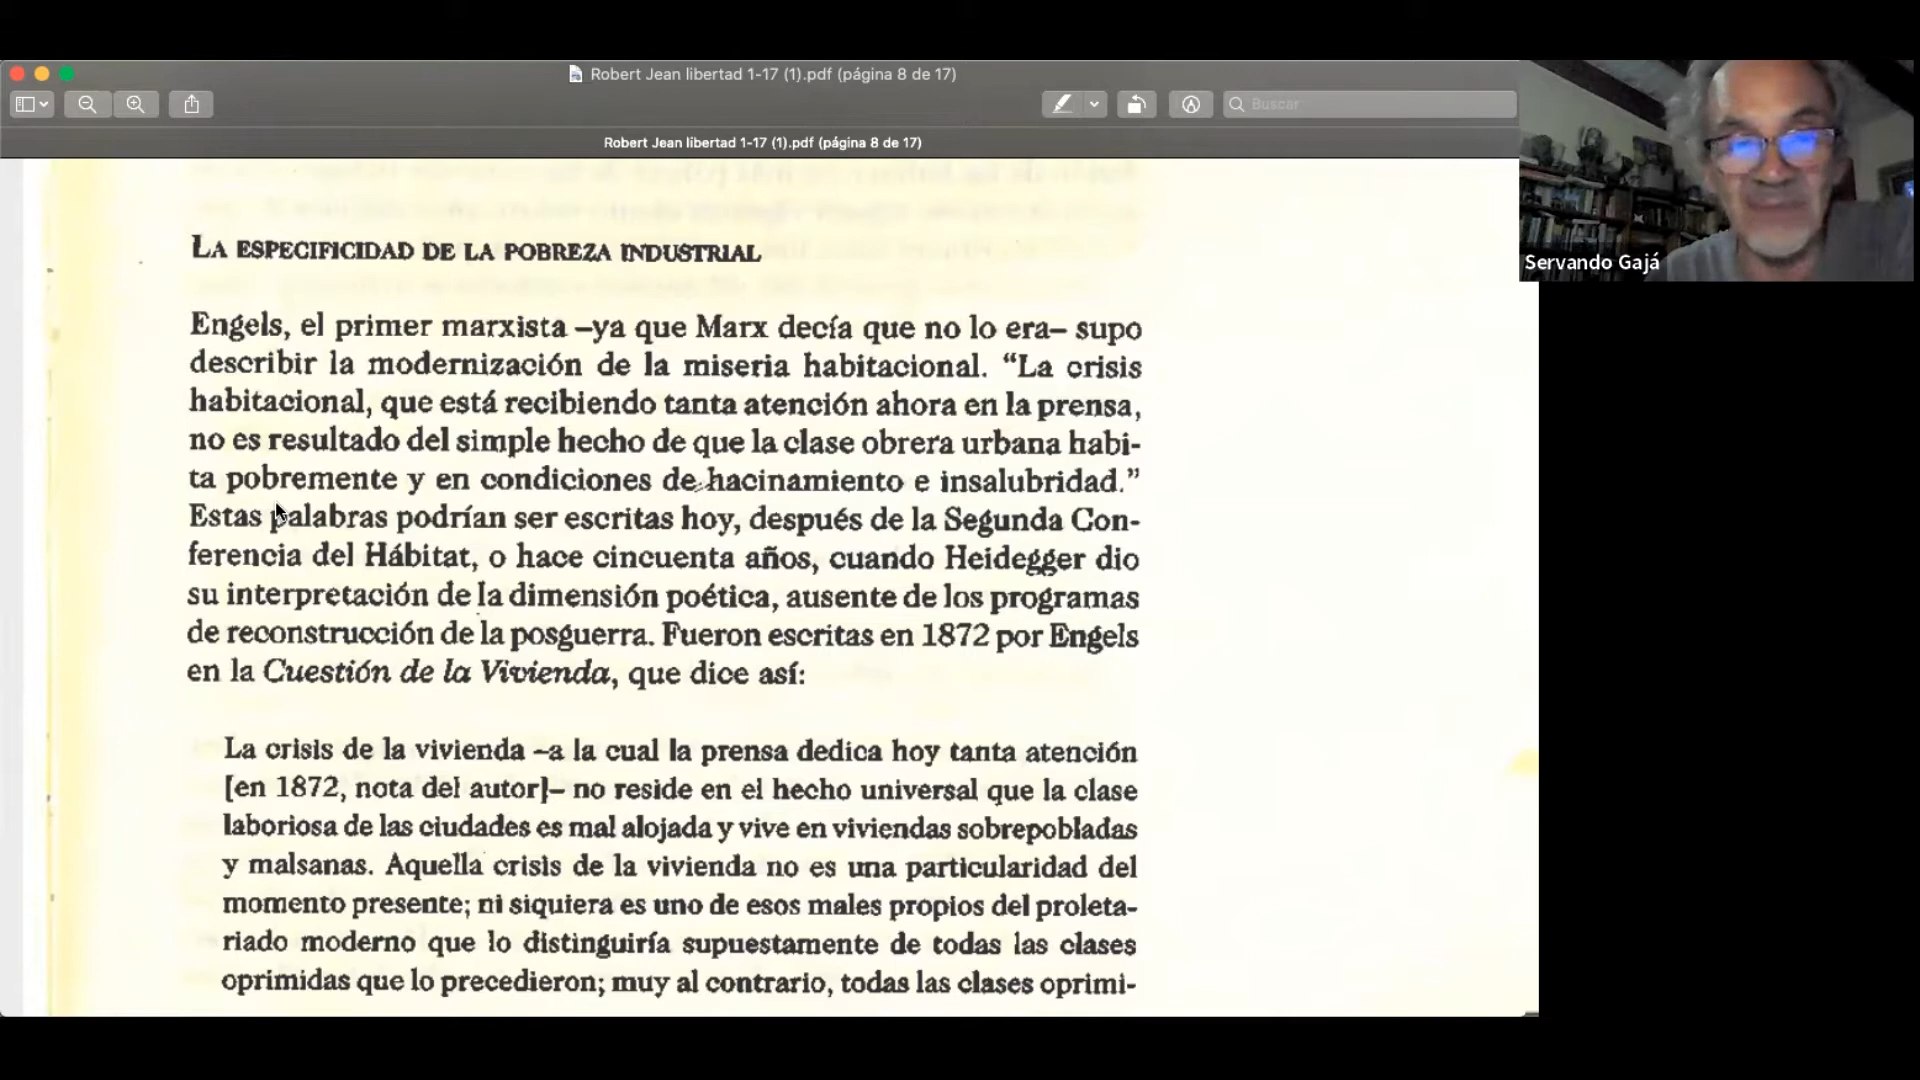 Robert Jean libertad 1-17 (1).pdf (página 8 de 17)
Buscar
Robert Jean libertad 1-17 (1).pdf (página 8 de 17)
Servando Gajá
LA ESPECIFICIDAD DE LA POBREZA INDUSTRIAL
Engels, el primer marxista –ya que Marx decía que no lo era– supo
describir la modernización de la miseria habitacional. “La crisis
habitacional, que está recibiendo tanta atención ahora en la prensa,
no es resultado del simple hecho de que la clase obrera urbana habi-
ta pobremente y en condiciones de hacinamiento e insalubridad.”
Estas palabras podrían ser escritas hoy, después de la Segunda Con-
ferencia del Hábitat, o hace cincuenta años, cuando Heidegger dio
su interpretación de la dimensión poética, ausente de los programas
de reconstrucción de la posguerra. Fueron escritas en 1872 por Engels
en la Cuestión de la Vivienda, que dice así:
La crisis de la vivienda –a la cual la prensa dedica hoy tanta atención
[en 1872, nota del autor]– no reside en el hecho universal que la clase
laboriosa de las ciudades es mal alojada y vive en viviendas sobrepobladas
y malsanas. Aquella crisis de la vivienda no es una particularidad del
momento presente; ni siquiera es uno de esos males propios del proleta-
riado moderno que lo distinguiría supuestamente de todas las clases
oprimidas que lo precedieron; muy al contrario, todas las clases oprimi-